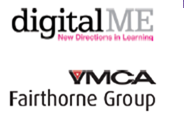 digitalME
New Directions in Learning
YMCA
Fairthorne Group